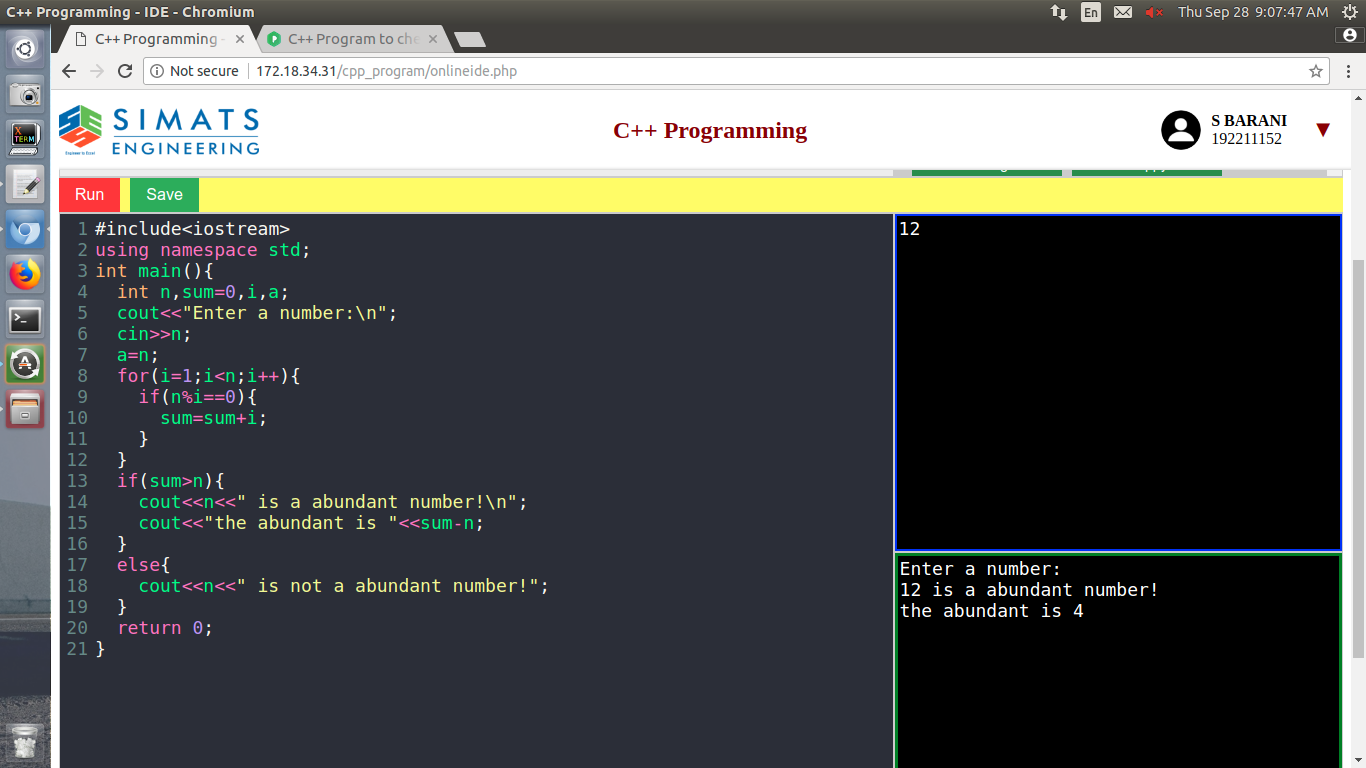 C++ Programming - IDE - Chromium
En
Thu Sep 28 9:07:47 AM
C++ Programming -
C++ Program to che
Not secure
172.18.34.31/cpp_program/onlineide.php
SIMATS
ENGINEERING
C++ Programming
S BARANI
192211152
Run
Save
1 #include<iostream>
2 using namespace std;
3 int main(){
4 int n,sum=0,i,a;
5 cout<<"Enter a number:\n";
6 cin>>n;
7 a=n;
8 for(i=1;i<n;i++){
9 if(n%i==0){
10 sum=sum+i;
11 }
12 }
13 if(sum>n){
14 cout<<n<<" is a abundant number!\n";
15 cout<<"the abundant is "<<sum-n;
16 }
17 else{
18 cout<<n<<" is not a abundant number!";
19 }
20 return 0;
21 }
12
Enter a number:
12 is a abundant number!
the abundant is 4